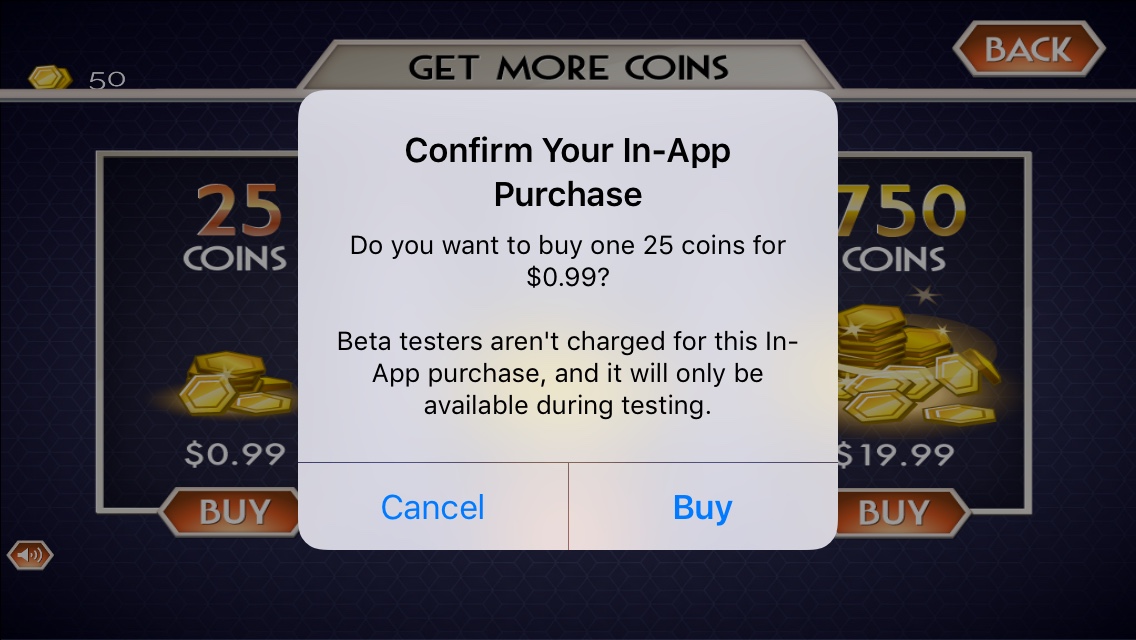 50
GET MORE COINS
BACK
Confirm Your In-App
Purchase
Do you want to buy one 25 coins for
$0.99?
Beta testers aren't charged for this In-
App purchase, and it will only be
available during testing.
Cancel
Buy
25
COINS
$0.99
BUY
750
COINS
$19.99
BUY